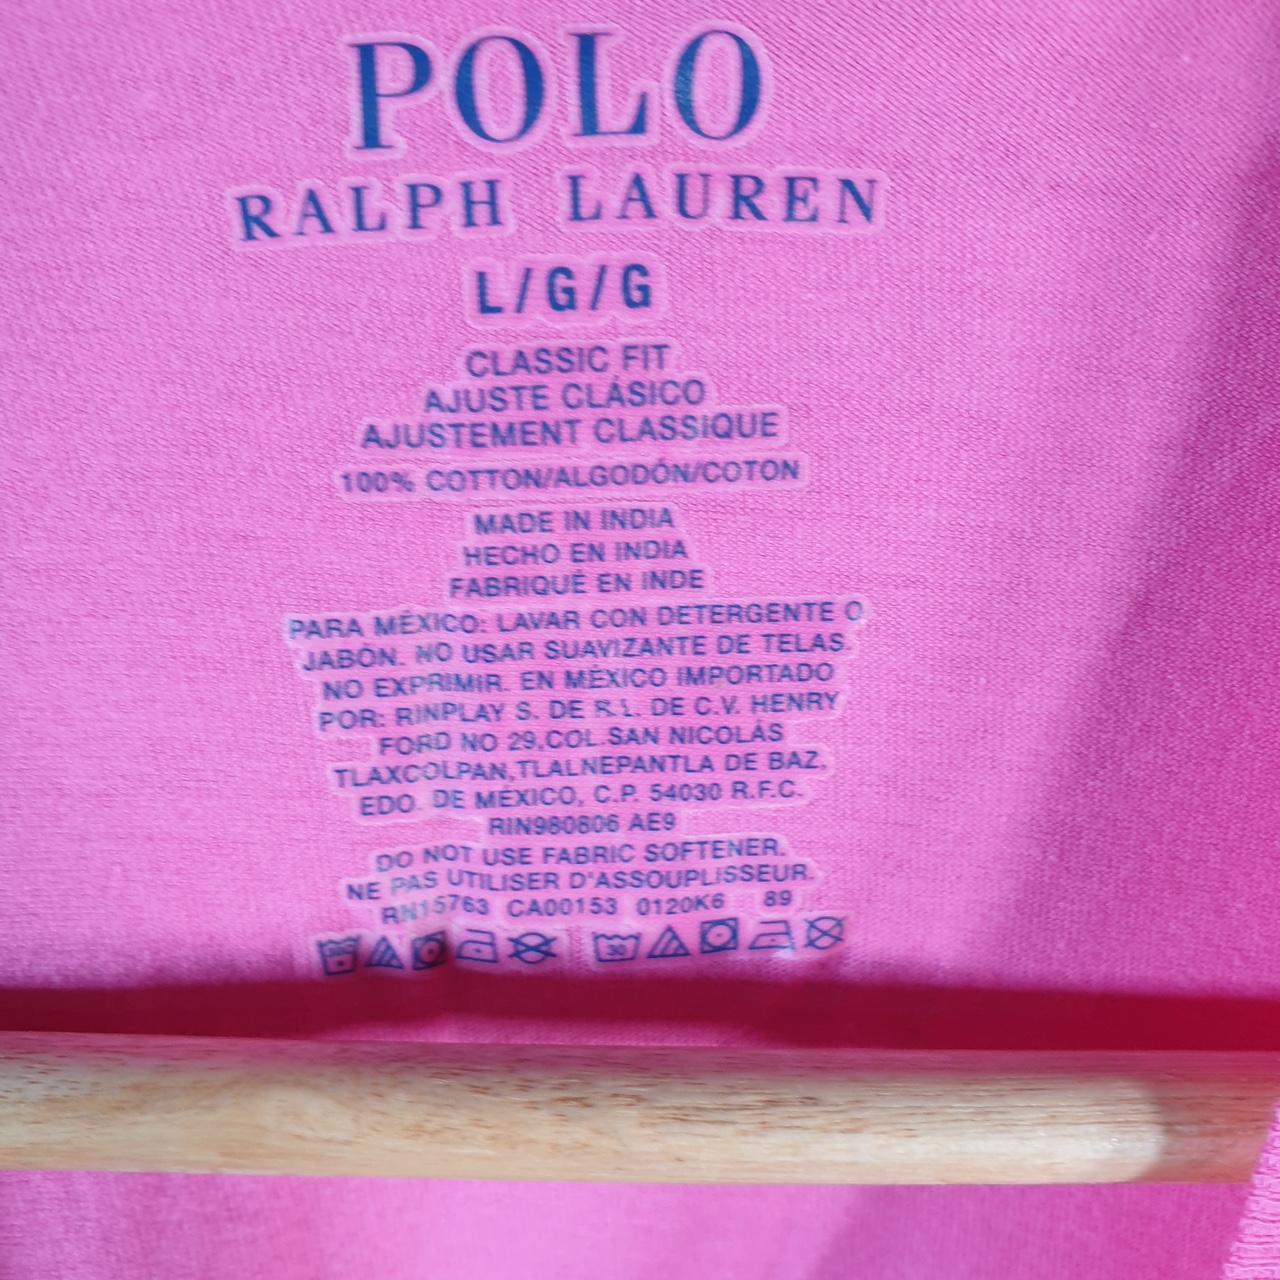 POLO
RALPH LAUREN
L/G/G
CLASSIC FIT
AJUSTE CLÁSICO
AJUSTEMENT CLASSIQUE
100% COTTON/ALGODÓN/COTON
MADE IN INDIA
HECHO EN INDIA
FABRIQUÉ EN INDE
PARA MÉXICO: LAVAR CON DETERGENTE O
JABÓN. NO USAR SUAVIZANTE DE TELAS.
NO EXPRIMIR. EN MÉXICO IMPORTADO
POR: RINPLAY S. DE R.L. DE C.V. HENRY
FORD NO 29,COL.SAN NICOLÁS
TLAXCOLPAN,TLALNEPANTLA DE BAZ,
EDO. DE MÉXICO, C.P. 54030 R.F.C.
RIN980806 AE9
DO NOT USE FABRIC SOFTENER.
NE PAS UTILISER D'ASSOUPLISSEUR.
RN15763 CA00153 0120K6 89
30